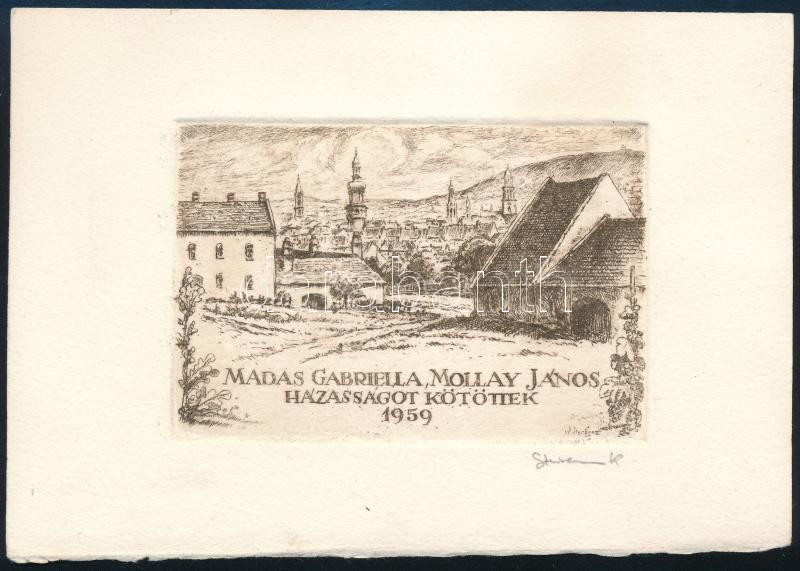 darabanth
MADAS GABRIELLA, MOLLAY JÁNOS
HÁZASSÁGOT KÖTÖTTEK
1959